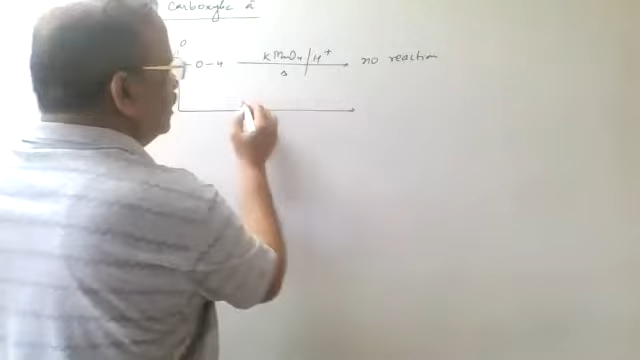 Carboxylic a
O
- O - H KMnO4 / H+ no reaction
Δ